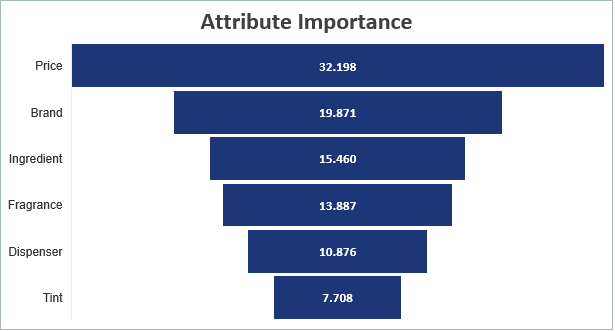 Attribute Importance
Price 32.198
Brand 19.871
Ingredient 15.460
Fragrance 13.887
Dispenser 10.876
Tint 7.708